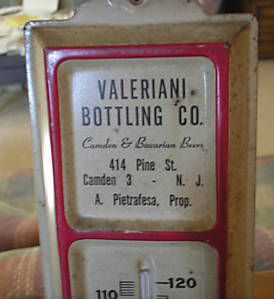 VALERIANI
BOTTLING CO.
Camden & Bavarian Beers
414 Pine St.
Camden 3 - N. J.
A. Pietrafesa, Prop.
120
110